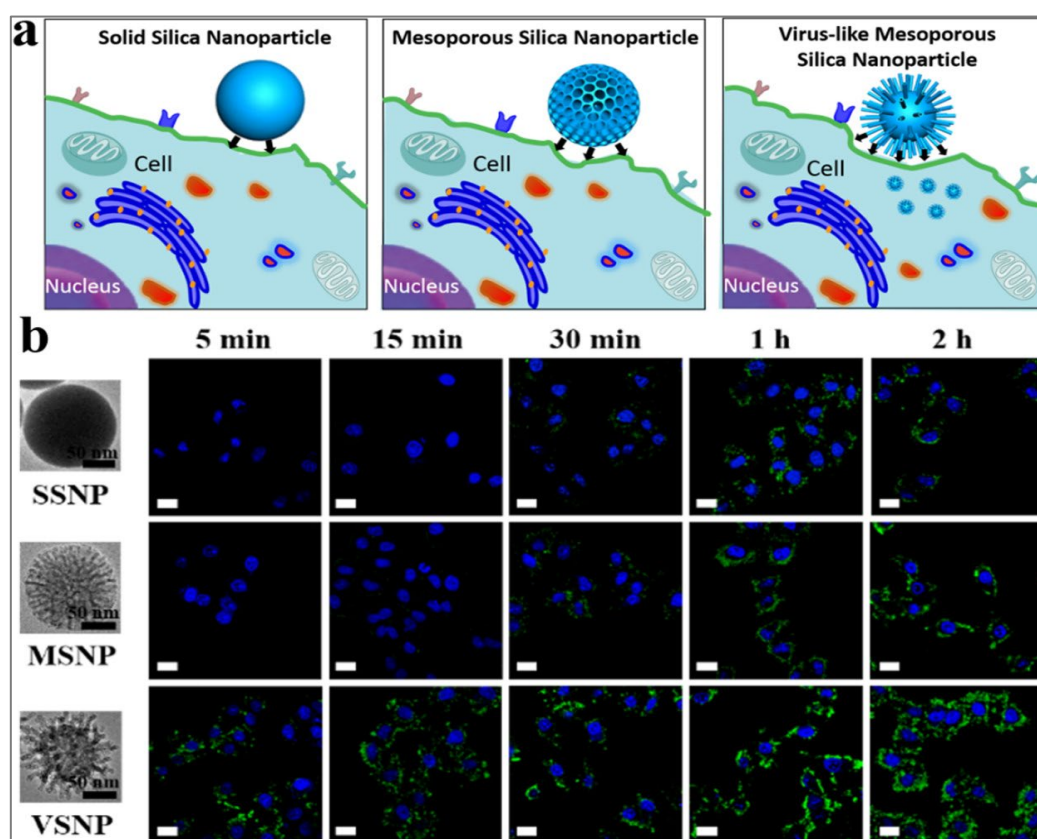 a
Solid Silica Nanoparticle
Cell
Nucleus
Mesoporous Silica Nanoparticle
Cell
Nucleus
Virus-like Mesoporous
Silica Nanoparticle
Cell
Nucleus
b
5 min
15 min
30 min
1 h
2 h
50 nm
SSNP
50 nm
MSNP
50 nm
VSNP